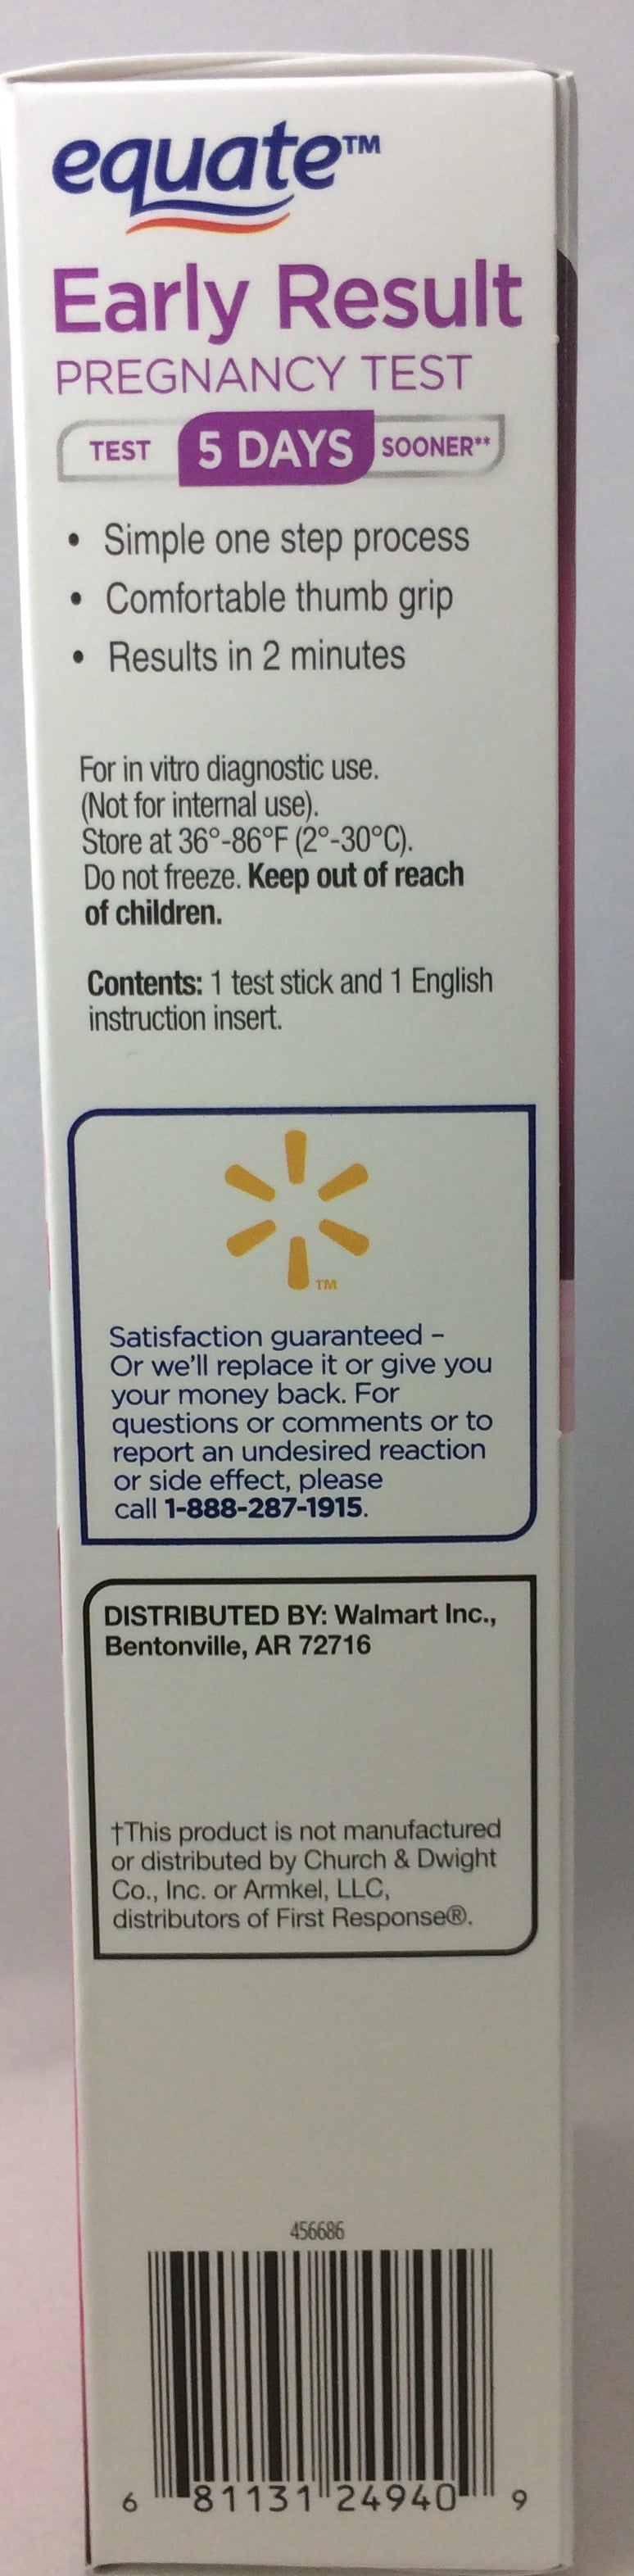 equate™
Early Result
PREGNANCY TEST
TEST 5 DAYS SOONER**
• Simple one step process
• Comfortable thumb grip
• Results in 2 minutes
For in vitro diagnostic use.
(Not for internal use).
Store at 36°-86°F (2°-30°C).
Do not freeze. Keep out of reach
of children.
Contents: 1 test stick and 1 English
instruction insert.
TM
Satisfaction guaranteed –
Or we'll replace it or give you
your money back. For
questions or comments or to
report an undesired reaction
or side effect, please
call 1-888-287-1915.
DISTRIBUTED BY: Walmart Inc.,
Bentonville, AR 72716
†This product is not manufactured
or distributed by Church & Dwight
Co., Inc. or Armkel, LLC,
distributors of First Response®.
456686
6 81131 24940 9